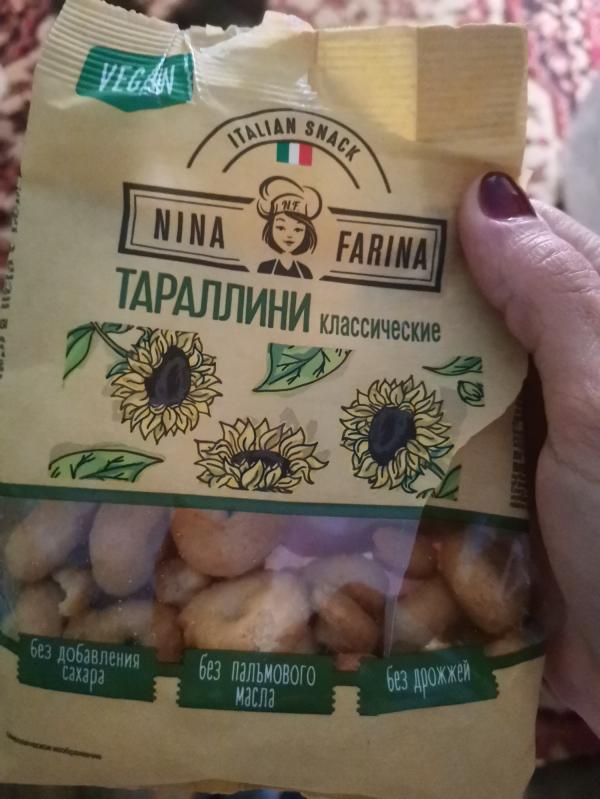 VEGAN
ITALIAN SNACK
NF
NINA FARINA
ТАРАЛЛИНИ классические
без добавления
сахара
без пальмового
масла
без дрожжей